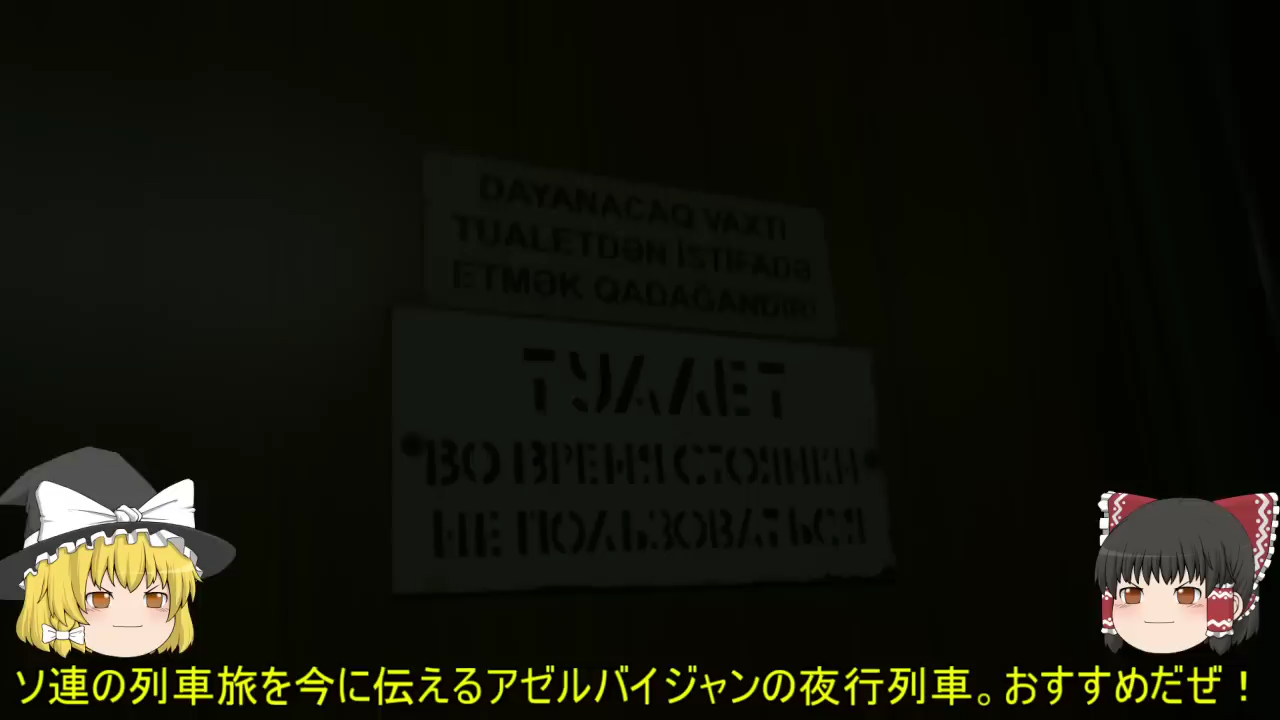 DAYANACAQ VAXTI
TUALETDƏN İSTİFADƏ
ETMƏK QADAĞANDIR!
ТУАЛЕТ
ВО ВРЕМЯ СТОЯНКИ
НЕ ПОЛЬЗОВАТЬСЯ
ソ連の列車旅を今に伝えるアゼルバイジャンの夜行列車。おすすめだぜ！